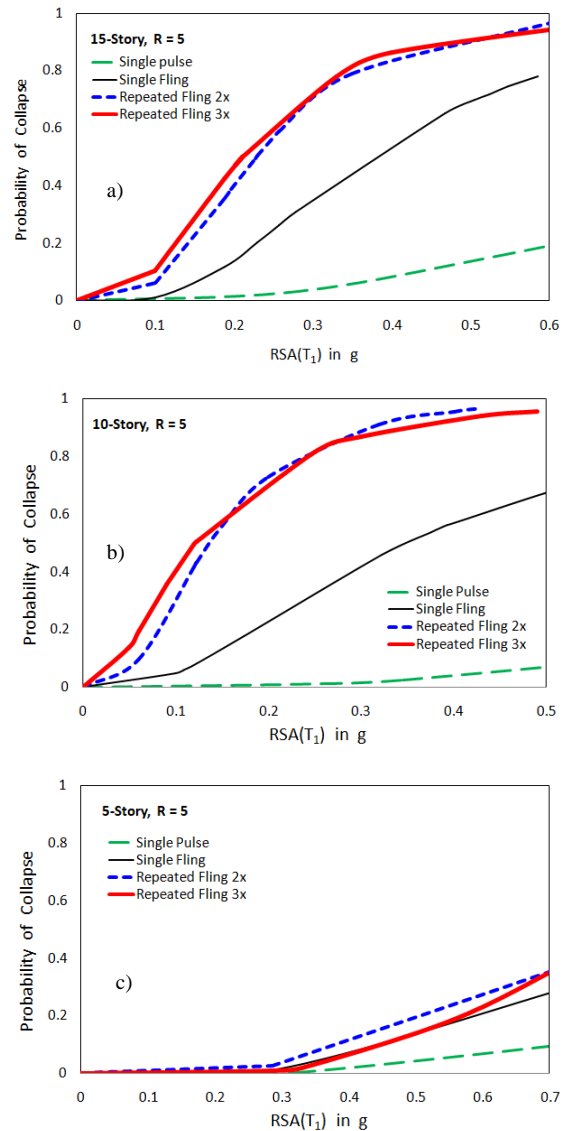 1
15-Story, R = 5
Single pulse
Single Fling
Repeated Fling 2x
Repeated Fling 3x
0.8
0.6
a)
0.4
0.2
0
Probability of Collapse
0 0.1 0.2 0.3 0.4 0.5 0.6
RSA(T₁) in g
1
10-Story, R = 5
0.8
0.6
b)
0.4
Single Pulse
Single Fling
Repeated Fling 2x
Repeated Fling 3x
0.2
0
Probability of Collapse
0 0.1 0.2 0.3 0.4 0.5
RSA(T₁) in g
1
5-Story, R = 5
0.8
Single Pulse
Single Fling
Repeated Fling 2x
Repeated Fling 3x
0.6
0.4
c)
0.2
0
Probability of Collapse
0 0.1 0.2 0.3 0.4 0.5 0.6 0.7
RSA(T₁) in g